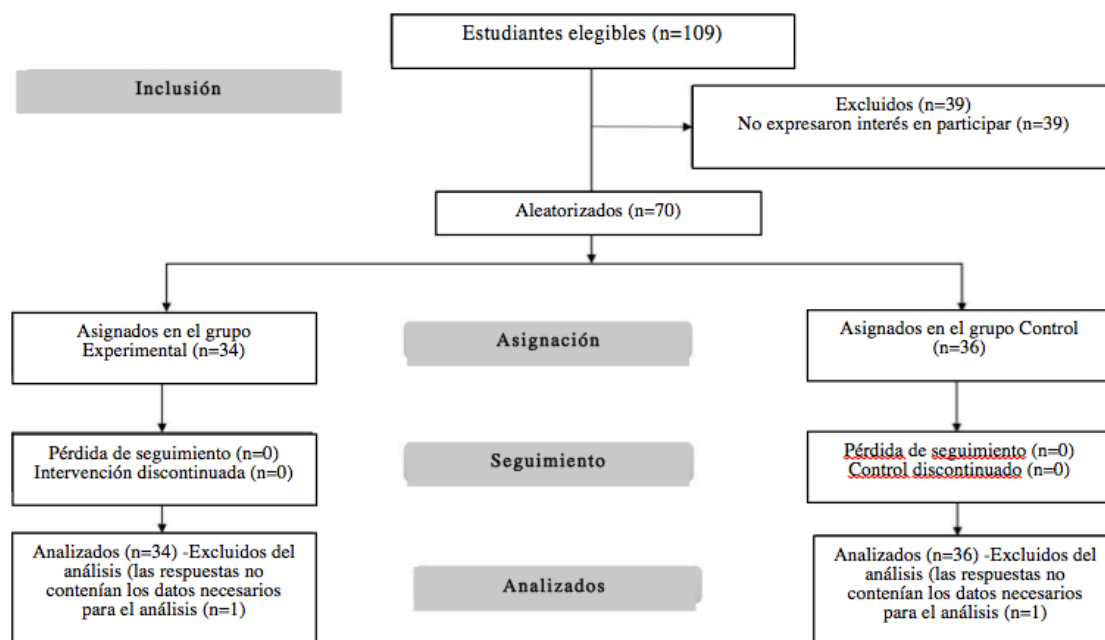 Estudiantes elegibles (n=109)
Inclusión
Excluidos (n=39)
No expresaron interés en participar (n=39)
Aleatorizados (n=70)
Asignados en el grupo
Experimental (n=34)
Asignación
Asignados en el grupo Control
(n=36)
Pérdida de seguimiento (n=0)
Intervención discontinuada (n=0)
Seguimiento
Pérdida de seguimiento (n=0)
Control discontinuado (n=0)
Analizados (n=34) -Excluidos del
análisis (las respuestas no
contenían los datos necesarios
para el análisis (n=1)
Analizados
Analizados (n=36) -Excluidos del
análisis (las respuestas no
contenían los datos necesarios
para el análisis (n=1)